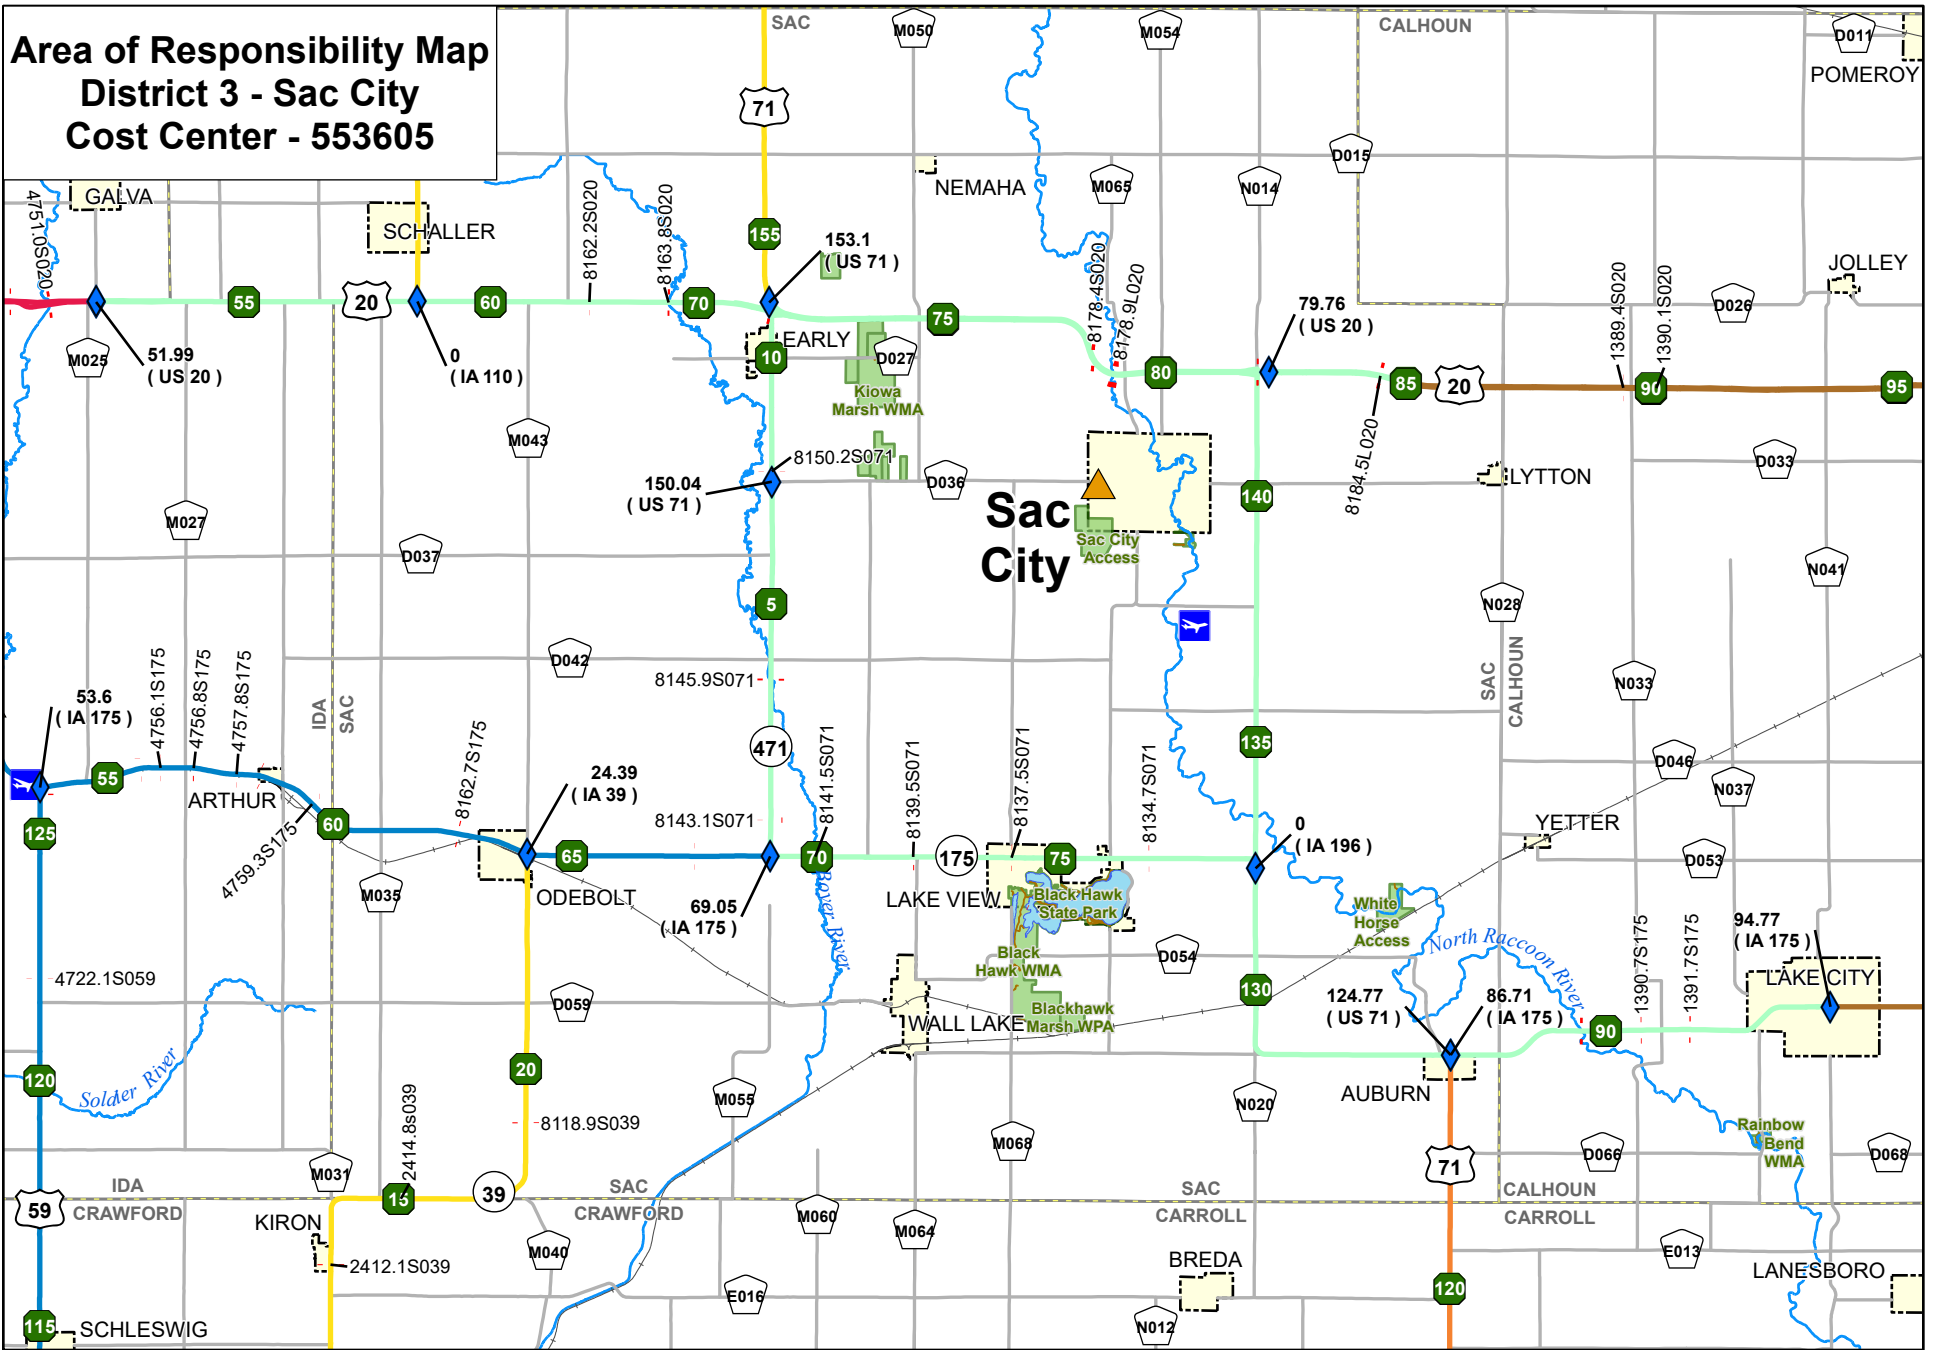 Area of Responsibility Map
District 3 - Sac City
Cost Center - 553605
SAC
CALHOUN
M050
M054
D011
POMEROY
71
D015
NEMAHA
M065
N014
GALVA
SCHALLER
4751.0S020
8162.2S020
8163.8S020
155
153.1
( US 71 )
8178.4S020
8178.9L020
79.76
( US 20 )
1389.4S020
1390.1S020
JOLLEY
D026
55
20
60
70
75
M025
51.99
( US 20 )
0
( IA 110 )
EARLY
10
D027
Kiowa
Marsh WMA
80
85
20
90
95
8184.5L020
M043
8150.2S071
150.04
( US 71 )
D036
D033
LYTTON
Sac
City
140
M027
D037
Sac City
Access
N041
5
N028
D042
8145.9S071
SAC
CALHOUN
N033
53.6
( IA 175 )
4756.1S175
4756.8S175
4757.8S175
IDA
SAC
8162.7S175
471
8141.5S071
8139.5S071
8137.5S071
8134.7S071
135
D046
N037
55
ARTHUR
4759.3S175
24.39
( IA 39 )
8143.1S071
125
60
65
70
175
75
0
( IA 196 )
YETTER
D053
M035
ODEBOLT
69.05
( IA 175 )
Boyer River
LAKE VIEW
Black Hawk
State Park
White
Horse
Access
North Raccoon River
1390.7S175
1391.7S175
94.77
( IA 175 )
4722.1S059
Black
Hawk WMA
D054
LAKE CITY
D059
WALL LAKE
Blackhawk
Marsh WPA
130
124.77
( US 71 )
86.71
( IA 175 )
90
120
Soldier River
20
M055
AUBURN
N020
8118.9S039
M068
Rainbow
Bend
WMA
2414.8s039
M031
71
D066
D068
IDA
CRAWFORD
15
39
SAC
CRAWFORD
SAC
CARROLL
CALHOUN
CARROLL
59
KIRON
M040
M060
M064
E013
2412.1S039
BREDA
LANESBORO
E016
120
115
SCHLESWIG
N012